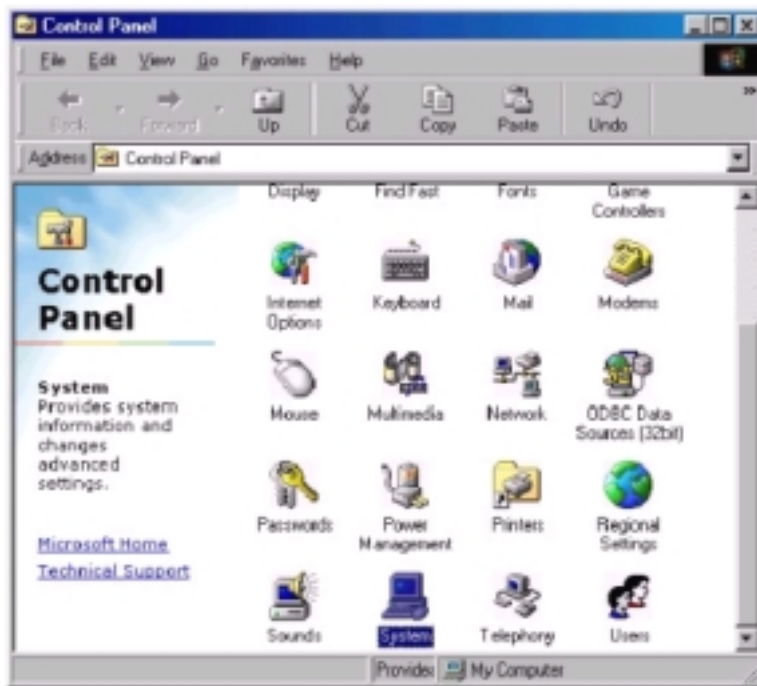 Control Panel
File Edit View Go Favorites Help
Back Forward Up Cut Copy Paste Undo
Address Control Panel
Display Find Fast Fonts Game Controllers
Control
Panel
System
Provides system
information and
changes
advanced
settings.
Microsoft Home
Technical Support
Internet Options Keyboard Mail Modems
Mouse Multimedia Network ODBC Data Sources (32bit)
Passwords Power Management Printers Regional Settings
Sounds System Telephony Users
Provides My Computer